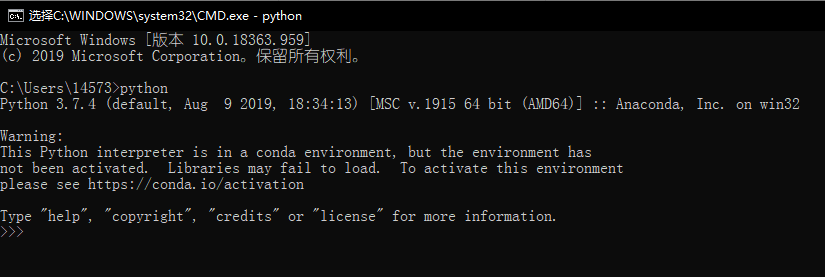 选择C:\WINDOWS\system32\CMD.exe - python
Microsoft Windows [版本 10.0.18363.959]
(c) 2019 Microsoft Corporation。保留所有权利。
C:\Users\14573>python
Python 3.7.4 (default, Aug  9 2019, 18:34:13) [MSC v.1915 64 bit (AMD64)] :: Anaconda, Inc. on win32
Warning:
This Python interpreter is in a conda environment, but the environment has
not been activated.  Libraries may fail to load.  To activate this environment
please see https://conda.io/activation
Type "help", "copyright", "credits" or "license" for more information.
>>>